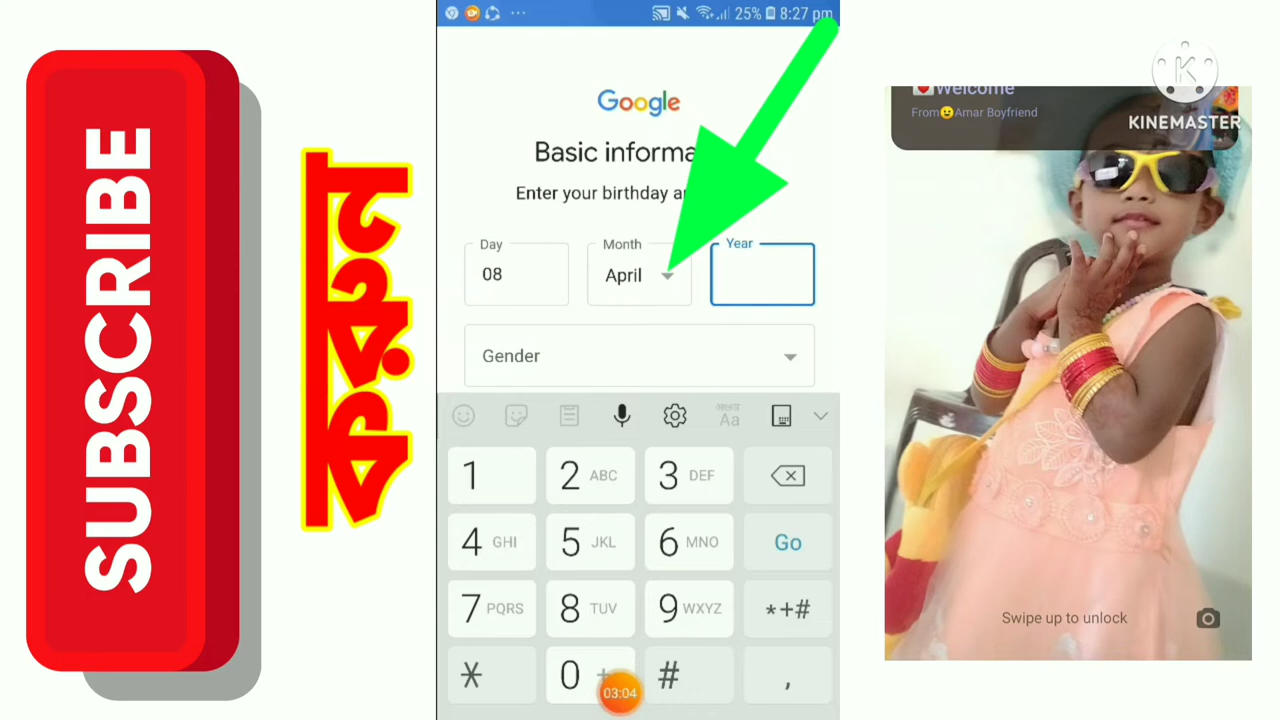 SUBSCRIBE
করুন
25% 8:27 pm
Google
Basic informa
Enter your birthday a
Day
Month
Year
08
April
Gender
1
2 ABC
3 DEF
4 GHI
5 JKL
6 MNO
Go
7 PQRS
8 TUV
9 WXYZ
*+#
*
0 +
#
,
Aa
03:04
Welcome
From😉Amar Boyfriend
K
KINEMASTER
Swipe up to unlock